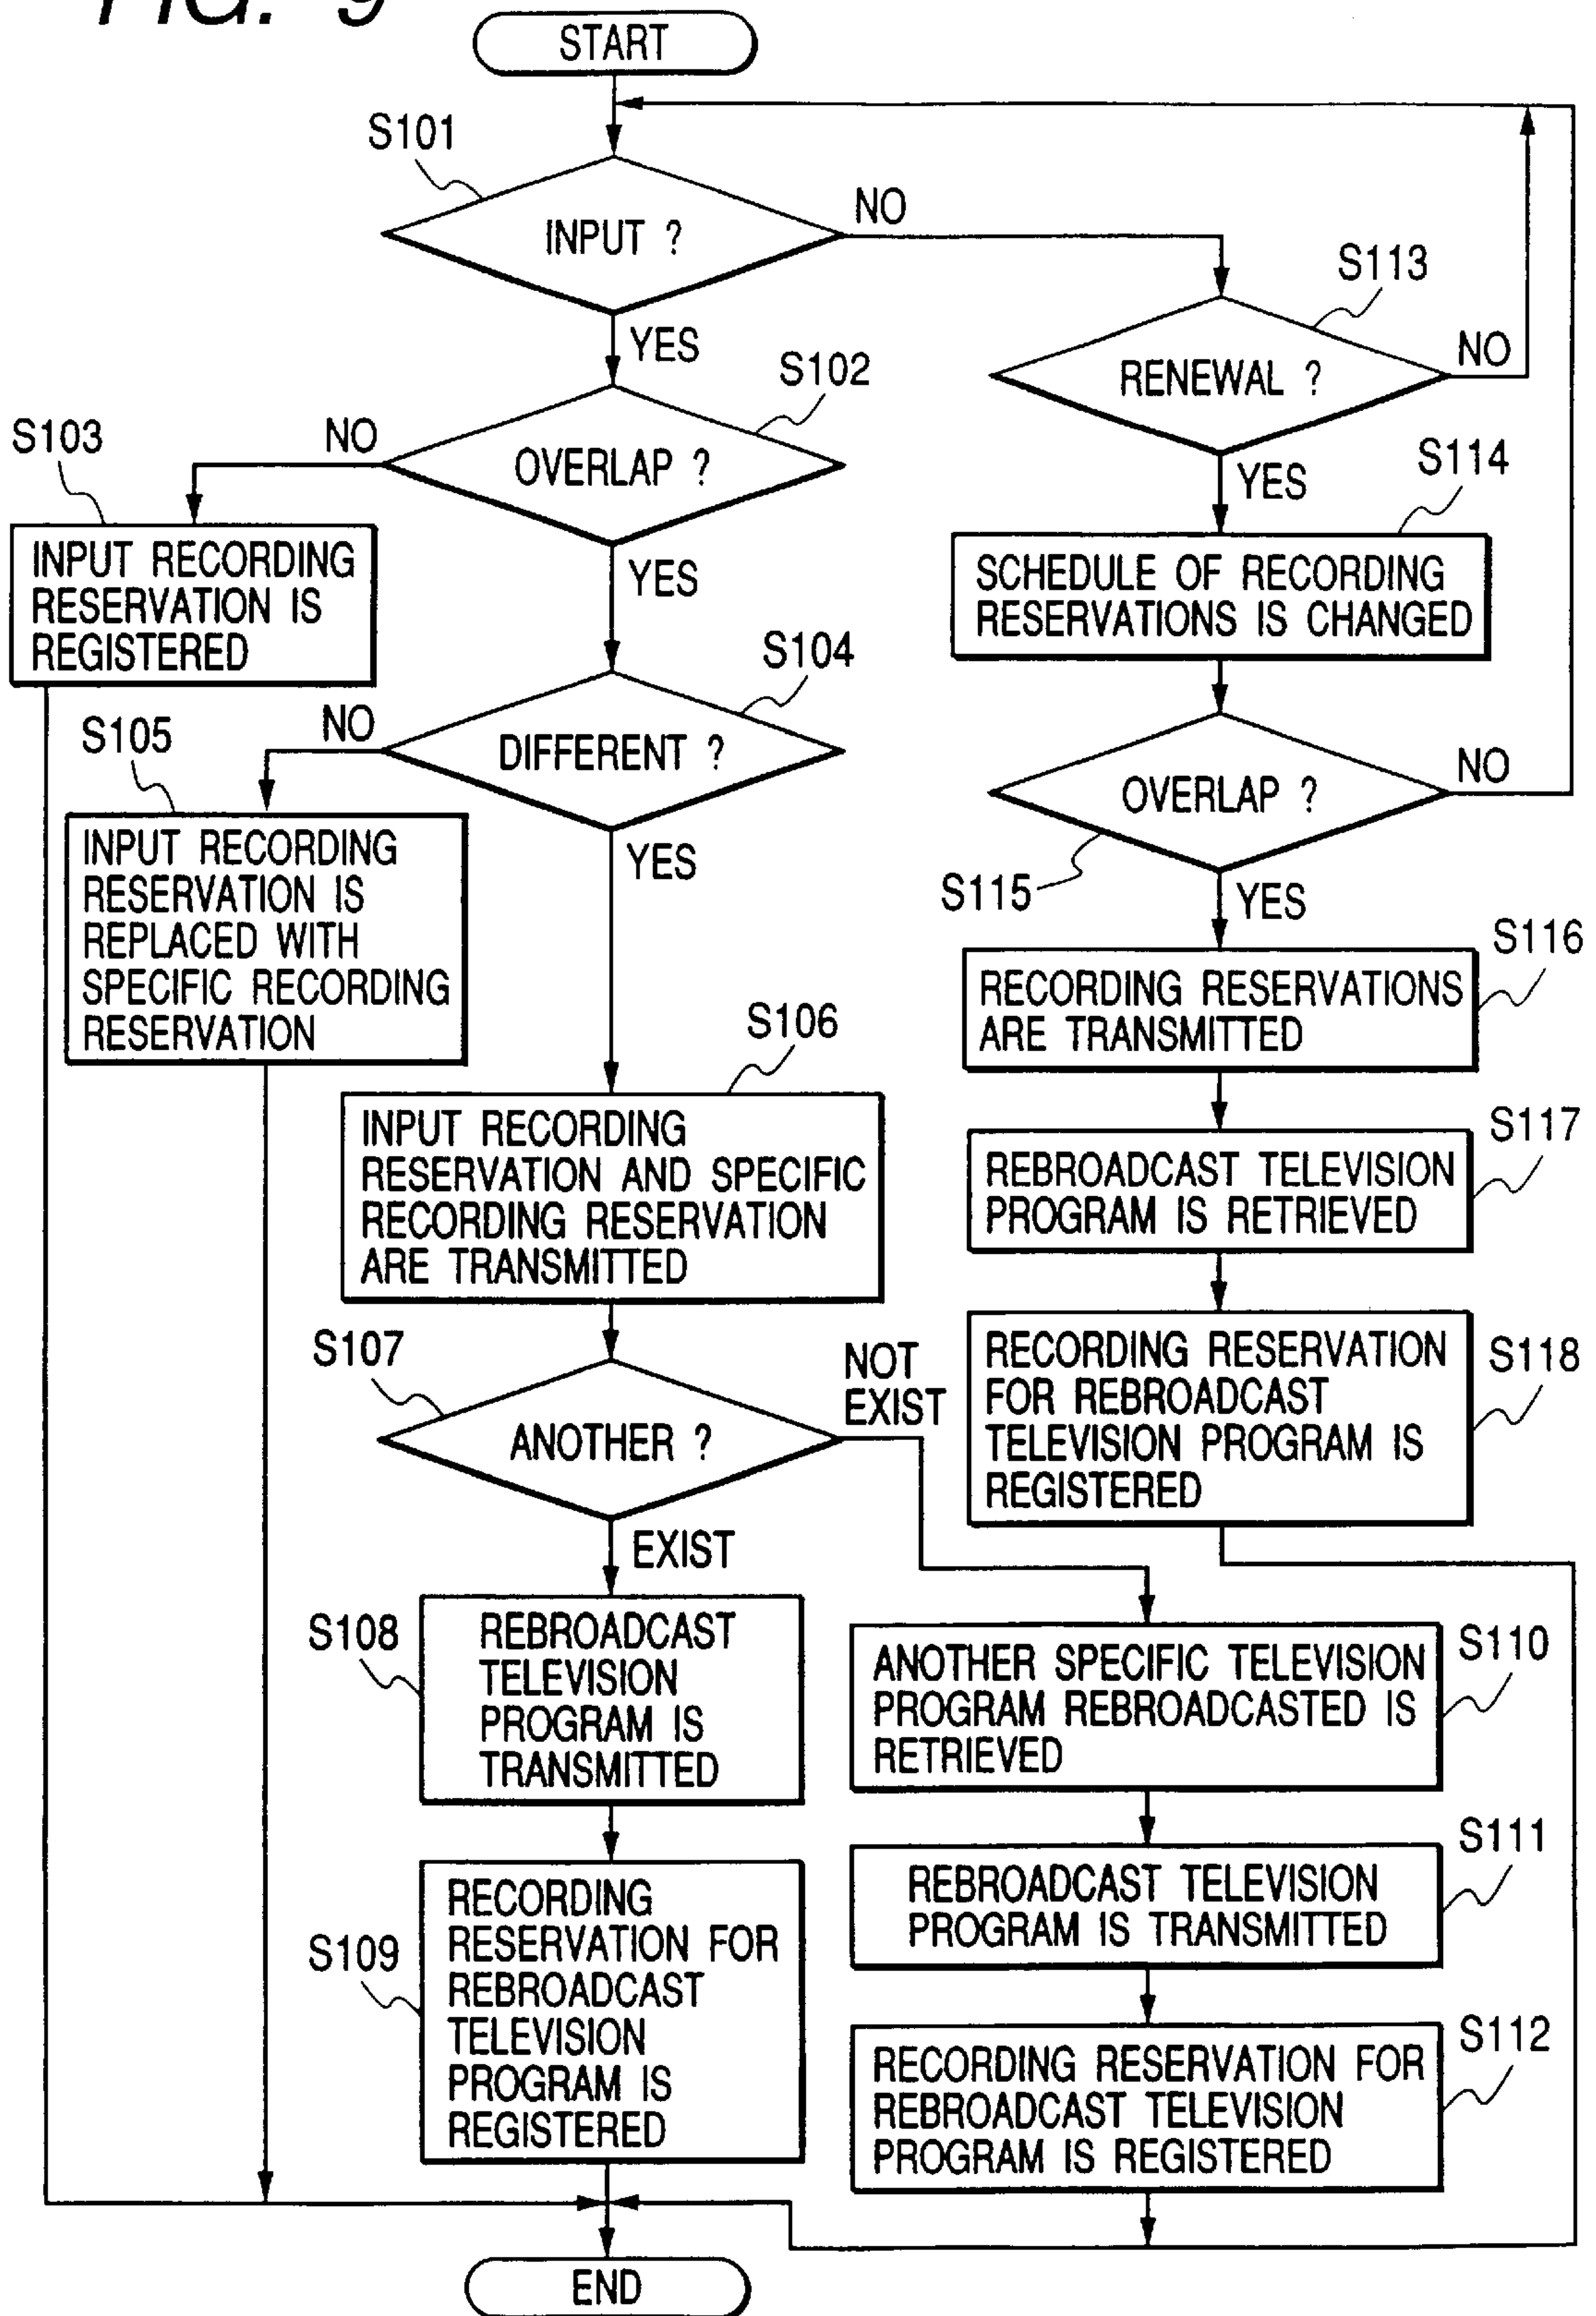 FIG. 9
START
S101
INPUT ?
NO
YES
S113
RENEWAL ?
NO
YES
S102
OVERLAP ?
NO
YES
S103
INPUT RECORDING
RESERVATION IS
REGISTERED
S114
SCHEDULE OF RECORDING
RESERVATIONS IS CHANGED
S104
DIFFERENT ?
NO
YES
S105
INPUT RECORDING
RESERVATION IS
REPLACED WITH
SPECIFIC RECORDING
RESERVATION
OVERLAP ?
NO
S115
YES
S116
RECORDING RESERVATIONS
ARE TRANSMITTED
S106
INPUT RECORDING
RESERVATION AND SPECIFIC
RECORDING RESERVATION
ARE TRANSMITTED
S117
REBROADCAST TELEVISION
PROGRAM IS RETRIEVED
S107
ANOTHER ?
NOT
EXIST
EXIST
S118
RECORDING RESERVATION
FOR REBROADCAST
TELEVISION PROGRAM IS
REGISTERED
S108
REBROADCAST
TELEVISION
PROGRAM IS
TRANSMITTED
S110
ANOTHER SPECIFIC TELEVISION
PROGRAM REBROADCASTED IS
RETRIEVED
S109
RECORDING
RESERVATION FOR
REBROADCAST
TELEVISION
PROGRAM IS
REGISTERED
S111
REBROADCAST TELEVISION
PROGRAM IS TRANSMITTED
S112
RECORDING RESERVATION FOR
REBROADCAST TELEVISION
PROGRAM IS REGISTERED
END